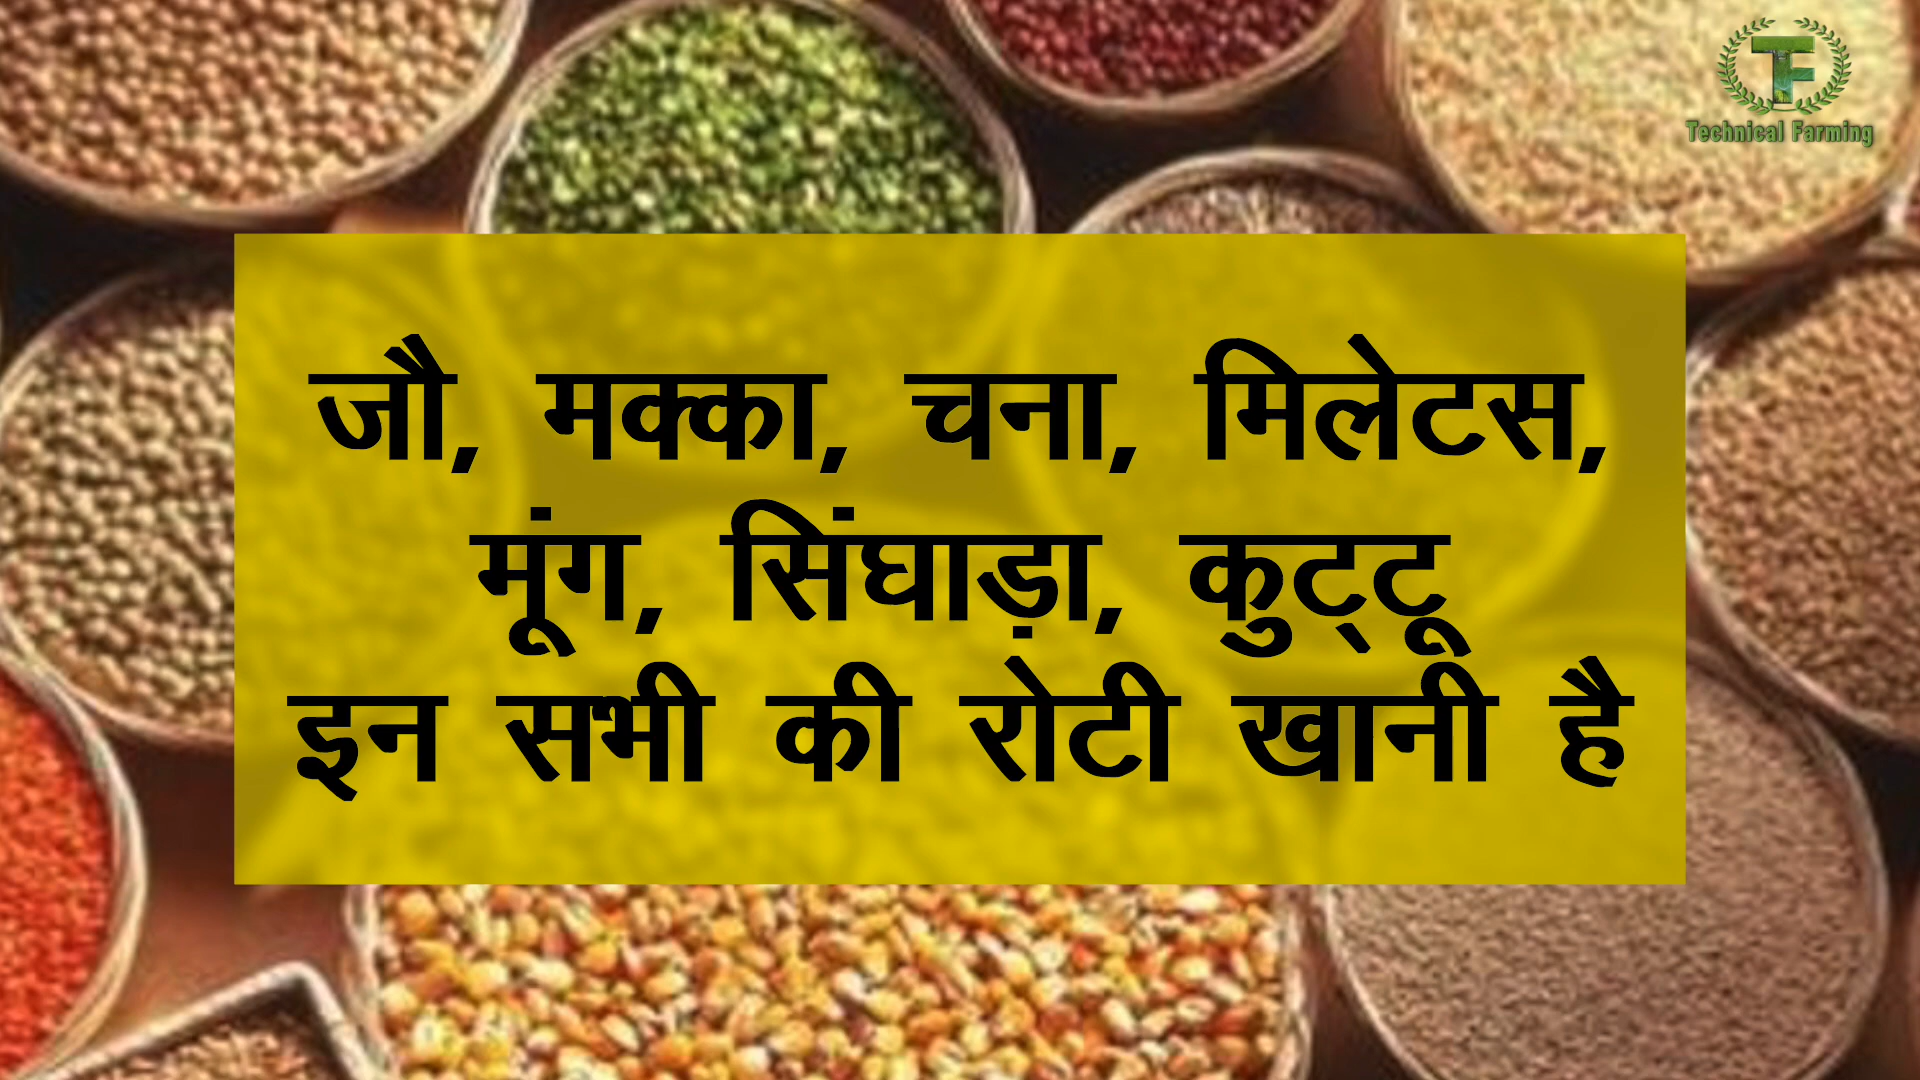 Technical Farming
जौ, मक्का, चना, मिलेटस,
मूंग, सिंघाड़ा, कुट्टू
इन सभी की रोटी खानी है